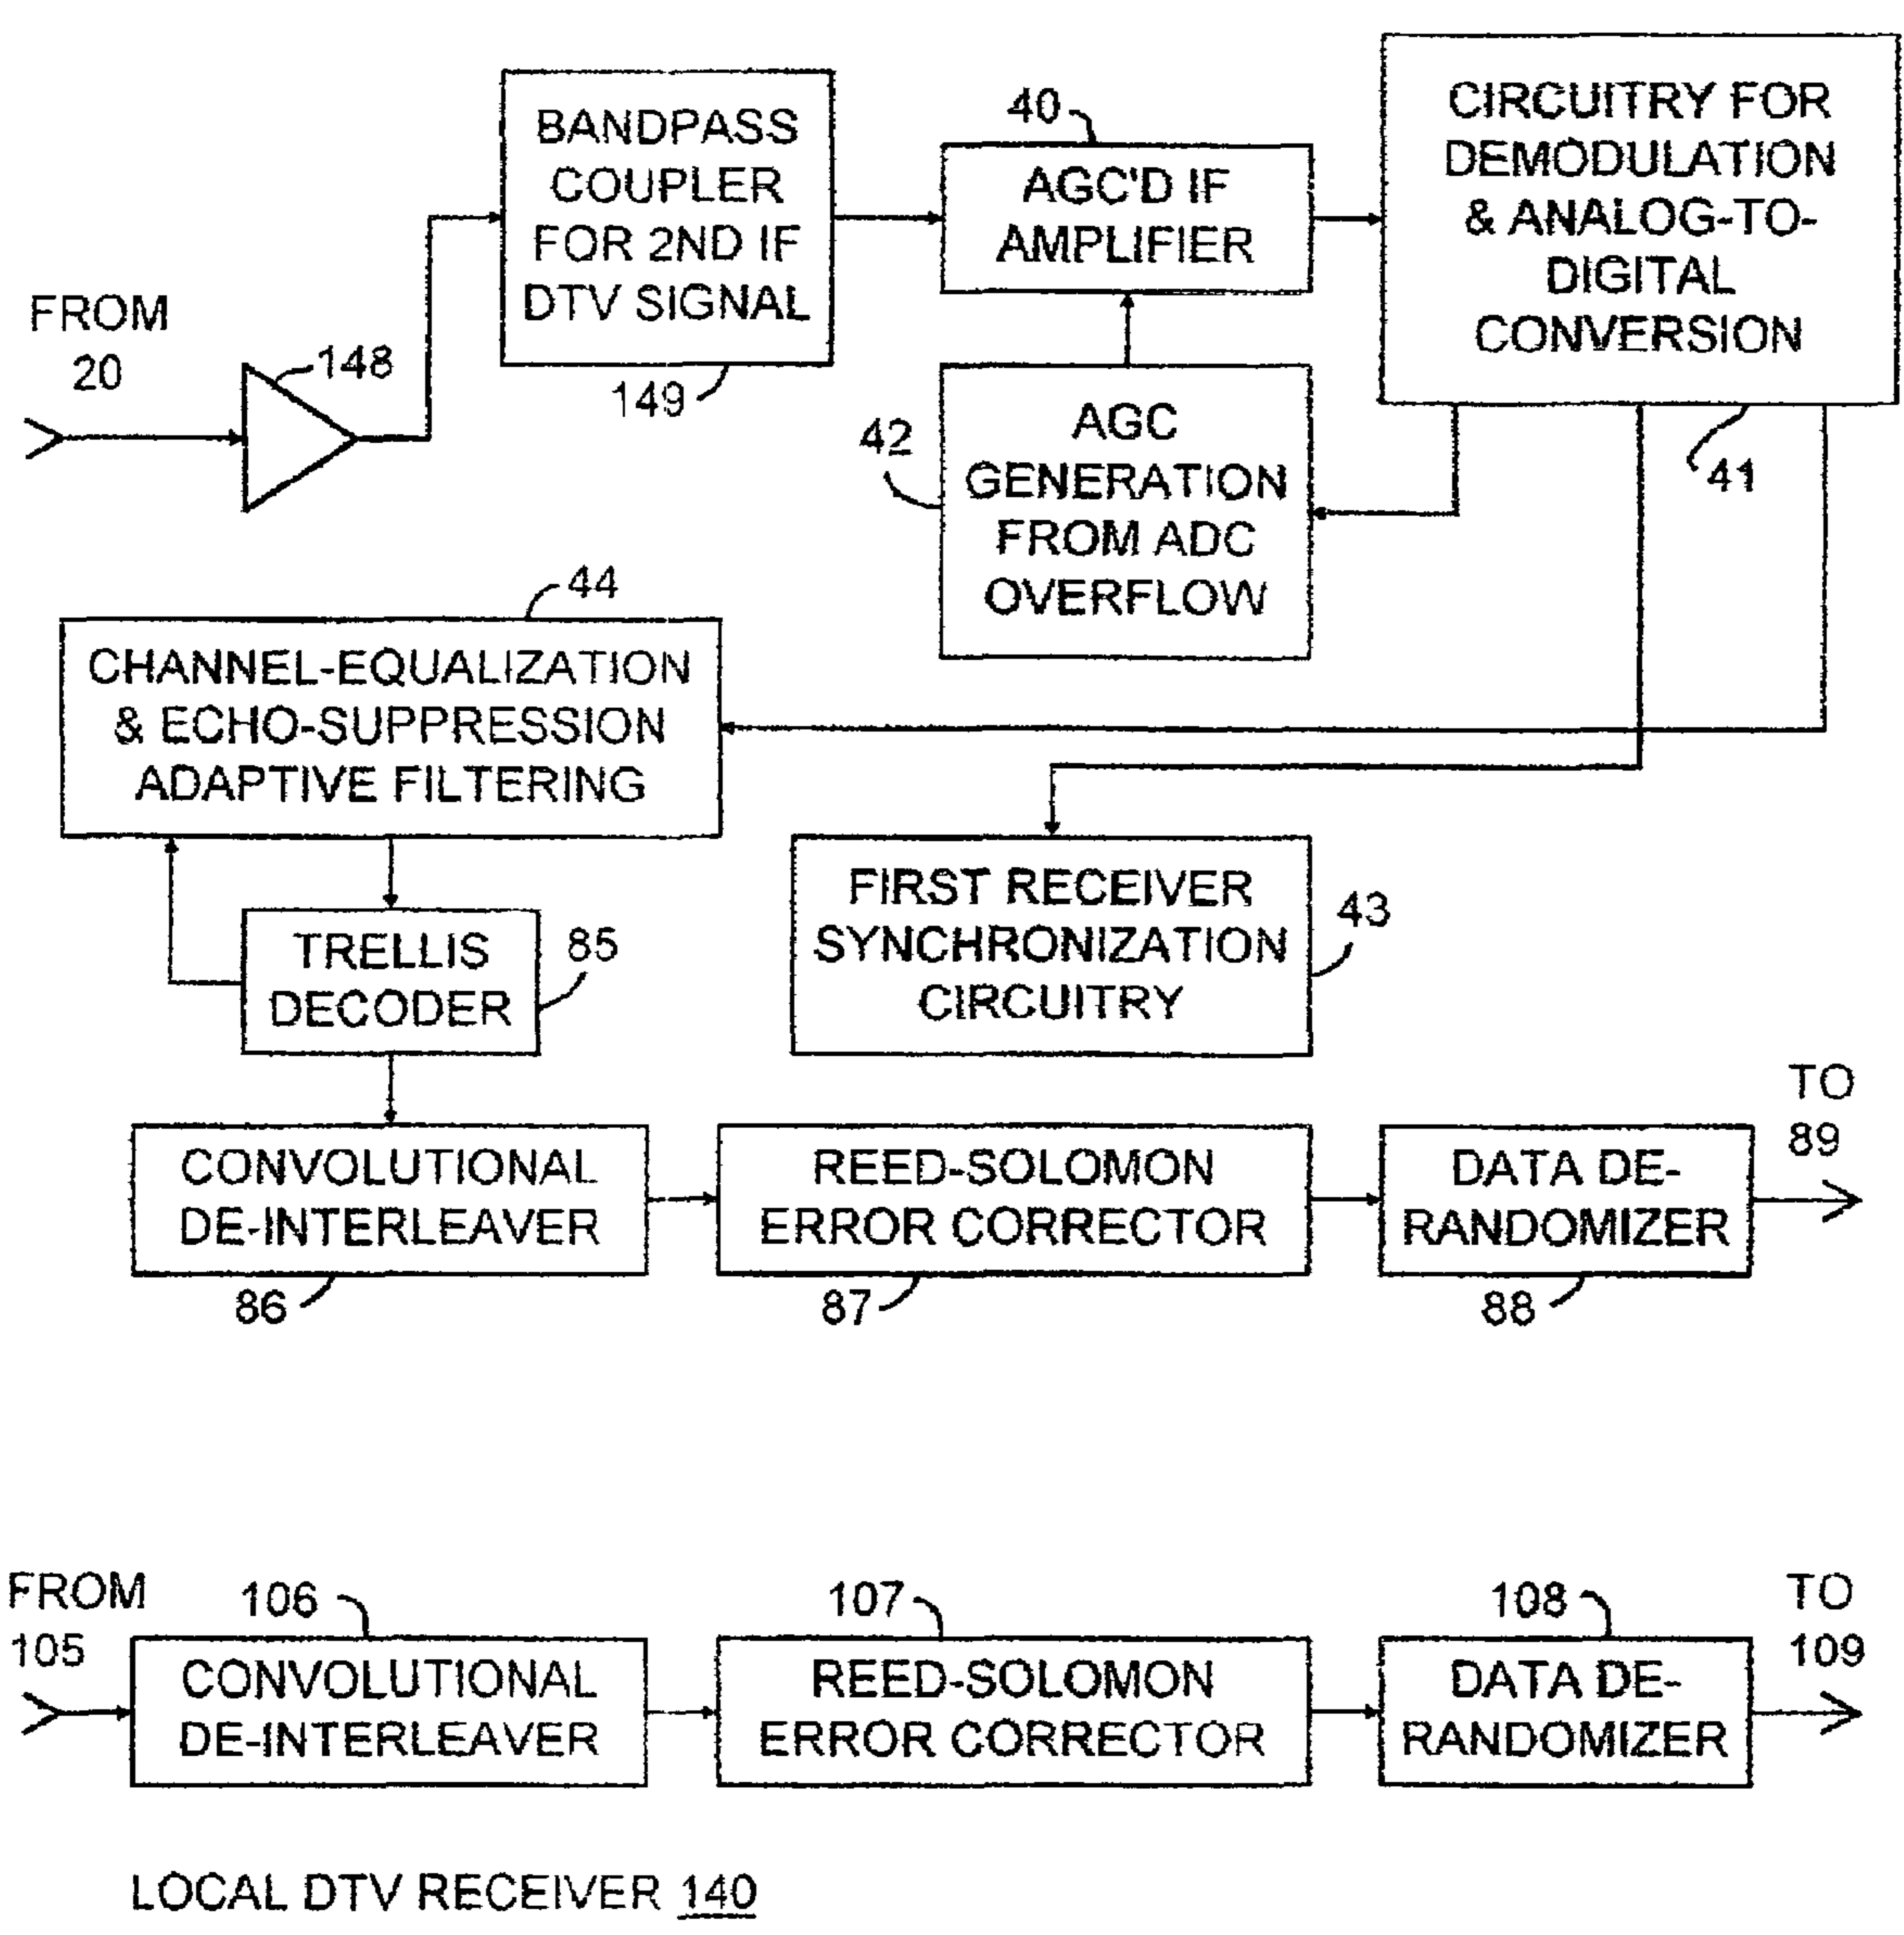 FROM
20
148
BANDPASS
COUPLER
FOR 2ND IF
DTV SIGNAL
149
40
AGC'D IF
AMPLIFIER
CIRCUITRY FOR
DEMODULATION
& ANALOG-TO-
DIGITAL
CONVERSION
41
42
AGC
GENERATION
FROM ADC
OVERFLOW
44
CHANNEL-EQUALIZATION
& ECHO-SUPPRESSION
ADAPTIVE FILTERING
FIRST RECEIVER
SYNCHRONIZATION
CIRCUITRY
43
TRELLIS
DECODER
85
CONVOLUTIONAL
DE-INTERLEAVER
86
REED-SOLOMON
ERROR CORRECTOR
87
DATA DE-
RANDOMIZER
88
TO
89
FROM
105
106
CONVOLUTIONAL
DE-INTERLEAVER
107
REED-SOLOMON
ERROR CORRECTOR
108
DATA DE-
RANDOMIZER
TO
109
LOCAL DTV RECEIVER 140